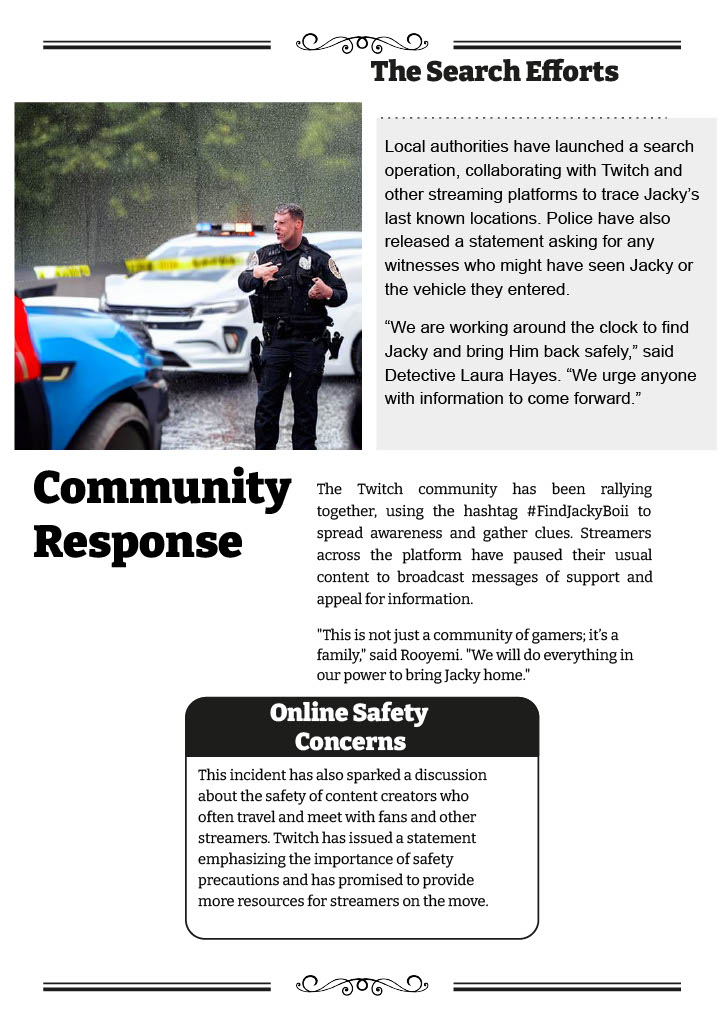 The Search Efforts
Local authorities have launched a search
operation, collaborating with Twitch and
other streaming platforms to trace Jacky’s
last known locations. Police have also
released a statement asking for any
witnesses who might have seen Jacky or
the vehicle they entered.
“We are working around the clock to find
Jacky and bring Him back safely,” said
Detective Laura Hayes. “We urge anyone
with information to come forward.”
Community
Response
The Twitch community has been rallying
together, using the hashtag #FindJackyBoii to
spread awareness and gather clues. Streamers
across the platform have paused their usual
content to broadcast messages of support and
appeal for information.
"This is not just a community of gamers; it’s a
family," said Rooyemi. "We will do everything in
our power to bring Jacky home."
Online Safety
Concerns
This incident has also sparked a discussion
about the safety of content creators who
often travel and meet with fans and other
streamers. Twitch has issued a statement
emphasizing the importance of safety
precautions and has promised to provide
more resources for streamers on the move.